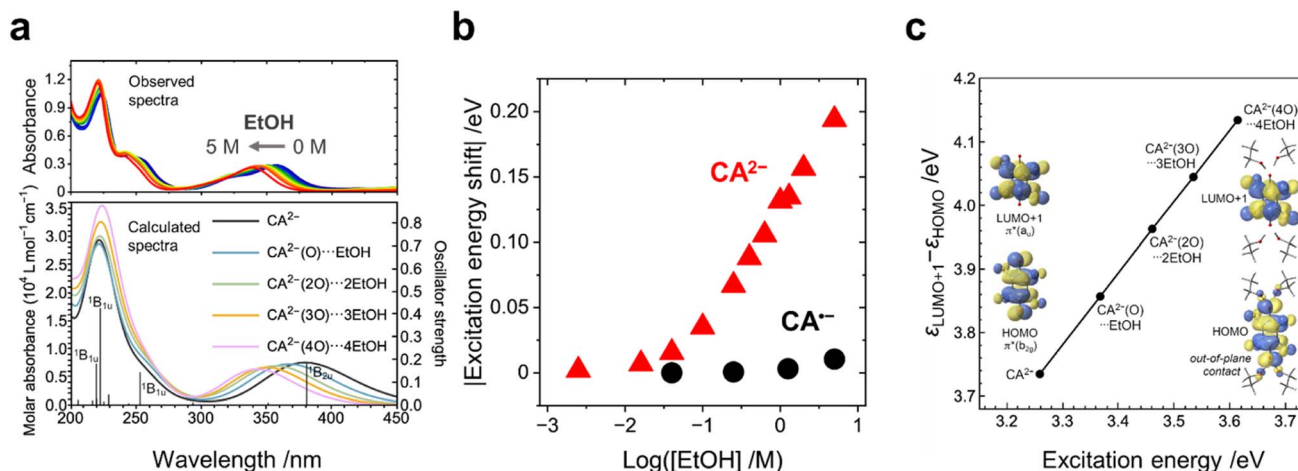 a
Observed spectra
EtOH
5 M ← 0 M
Absorbance
1.2
0.9
0.6
0.3
0
Calculated spectra
CA²⁻
CA²⁻(O)···EtOH
CA²⁻(2O)···2EtOH
CA²⁻(3O)···3EtOH
CA²⁻(4O)···4EtOH
¹B₁ᵤ
¹B₁ᵤ
¹B₁ᵤ
¹B₂ᵤ
Molar absorbance (10⁴ Lmol⁻¹cm⁻¹)
3.5
3.0
2.5
2.0
1.5
1.0
0.5
0.0
Oscillator strength
0.8
0.7
0.6
0.5
0.4
0.3
0.2
0.1
0.0
200 250 300 350 400 450
Wavelength /nm
b
|Excitation energy shift| /eV
0.20
0.15
0.10
0.05
0
CA²⁻
CA•⁻
−3 −2 −1 0 1
Log([EtOH] /M)
c
εLUMO+1−εHOMO /eV
4.2
4.1
4.0
3.9
3.8
3.7
CA²⁻(4O)
···4EtOH
CA²⁻(3O)
···3EtOH
CA²⁻(2O)
···2EtOH
CA²⁻(O)
···EtOH
CA²⁻
LUMO+1
π*(aᵤ)
HOMO
π*(b₂g)
LUMO+1
HOMO
out-of-plane
contact
3.2 3.3 3.4 3.5 3.6 3.7
Excitation energy /eV